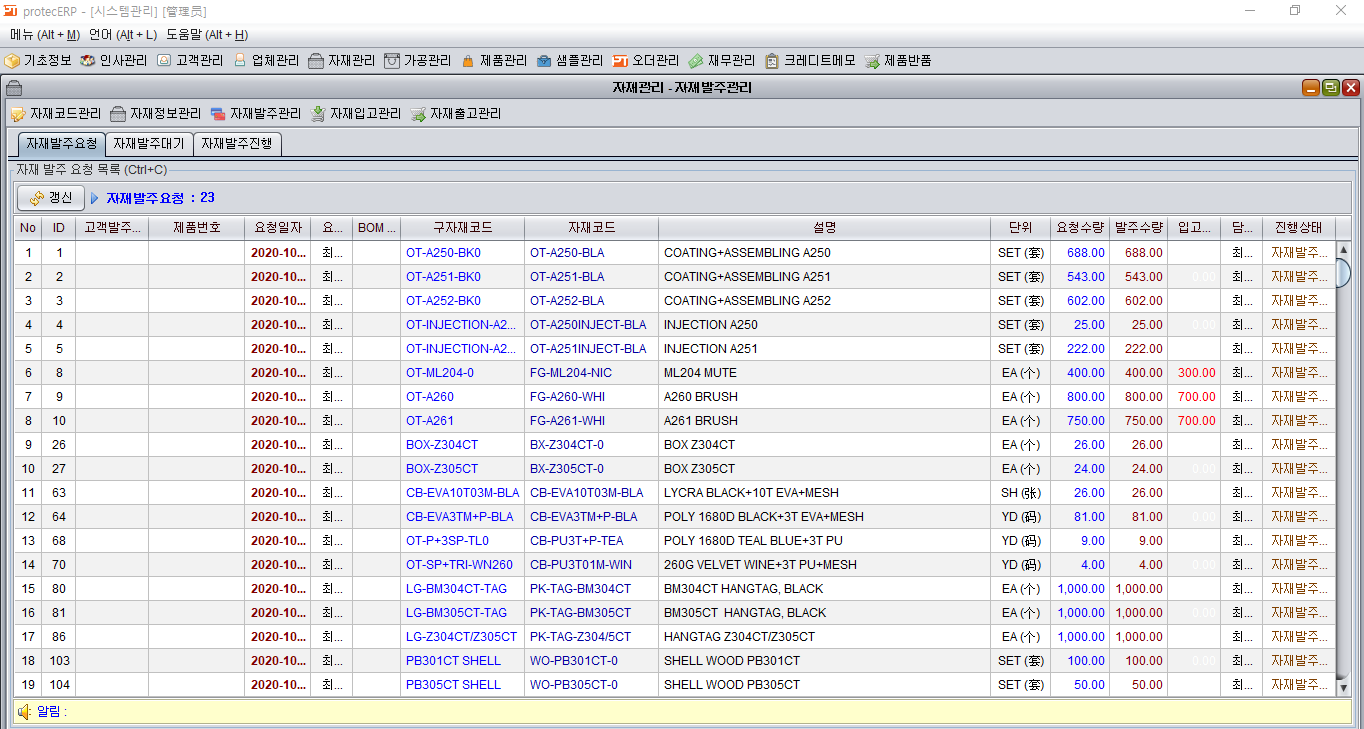 protecERP - [시스템관리] [管理员]
메뉴 (Alt + M) 언어 (Alt + L) 도움말 (Alt + H)
기초정보 인사관리 고객관리 업체관리 자재관리 가공관리 제품관리 샘플관리 오더관리 재무관리 크레디트메모 제품반품
자재관리 - 자재발주관리
자재코드관리 자재정보관리 자재발주관리 자재입고관리 자재출고관리
자재발주요청 자재발주대기 자재발주진행
자재 발주 요청 목록 (Ctrl+C)
갱신 자재발주요청 : 23
No ID 고객발주... 제품번호 요청일자 요... BOM ... 구자재코드 자재코드 설명 단위 요청수량 발주수량 입고... 담... 진행상태
1 1 2020-10... 최... OT-A250-BK0 OT-A250-BLA COATING+ASSEMBLING A250 SET (套) 688.00 688.00 최... 자재발주...
2 2 2020-10... 최... OT-A251-BK0 OT-A251-BLA COATING+ASSEMBLING A251 SET (套) 543.00 543.00 0.00 최... 자재발주...
3 3 2020-10... 최... OT-A252-BK0 OT-A252-BLA COATING+ASSEMBLING A252 SET (套) 602.00 602.00 최... 자재발주...
4 4 2020-10... 최... OT-INJECTION-A2... OT-A250INJECT-BLA INJECTION A250 SET (套) 25.00 25.00 0.00 최... 자재발주...
5 5 2020-10... 최... OT-INJECTION-A2... OT-A251INJECT-BLA INJECTION A251 SET (套) 222.00 222.00 최... 자재발주...
6 8 2020-10... 최... OT-ML204-0 FG-ML204-NIC ML204 MUTE EA (个) 400.00 400.00 300.00 최... 자재발주...
7 9 2020-10... 최... OT-A260 FG-A260-WHI A260 BRUSH EA (个) 800.00 800.00 700.00 최... 자재발주...
8 10 2020-10... 최... OT-A261 FG-A261-WHI A261 BRUSH EA (个) 750.00 750.00 700.00 최... 자재발주...
9 26 2020-10... 최... BOX-Z304CT BX-Z304CT-0 BOX Z304CT EA (个) 26.00 26.00 최... 자재발주...
10 27 2020-10... 최... BOX-Z305CT BX-Z305CT-0 BOX Z305CT EA (个) 24.00 24.00 0.00 최... 자재발주...
11 63 2020-10... 최... CB-EVA10T03M-BLA CB-EVA10T03M-BLA LYCRA BLACK+10T EVA+MESH SH (张) 26.00 26.00 최... 자재발주...
12 64 2020-10... 최... CB-EVA3TM+P-BLA CB-EVA3TM+P-BLA POLY 1680D BLACK+3T EVA+MESH YD (码) 81.00 81.00 0.00 최... 자재발주...
13 68 2020-10... 최... OT-P+3SP-TL0 CB-PU3T+P-TEA POLY 1680D TEAL BLUE+3T PU YD (码) 9.00 9.00 최... 자재발주...
14 70 2020-10... 최... OT-SP+TRI-WN260 CB-PU3T01M-WIN 260G VELVET WINE+3T PU+MESH YD (码) 4.00 4.00 0.00 최... 자재발주...
15 80 2020-10... 최... LG-BM304CT-TAG PK-TAG-BM304CT BM304CT HANGTAG, BLACK EA (个) 1,000.00 1,000.00 최... 자재발주...
16 81 2020-10... 최... LG-BM305CT-TAG PK-TAG-BM305CT BM305CT HANGTAG, BLACK EA (个) 1,000.00 1,000.00 0.00 최... 자재발주...
17 86 2020-10... 최... LG-Z304CT/Z305CT PK-TAG-Z304/5CT HANGTAG Z304CT/Z305CT EA (个) 1,000.00 1,000.00 최... 자재발주...
18 103 2020-10... 최... PB301CT SHELL WO-PB301CT-0 SHELL WOOD PB301CT SET (套) 100.00 100.00 0.00 최... 자재발주...
19 104 2020-10... 최... PB305CT SHELL WO-PB305CT-0 SHELL WOOD PB305CT SET (套) 50.00 50.00 최... 자재발주...
알림 :